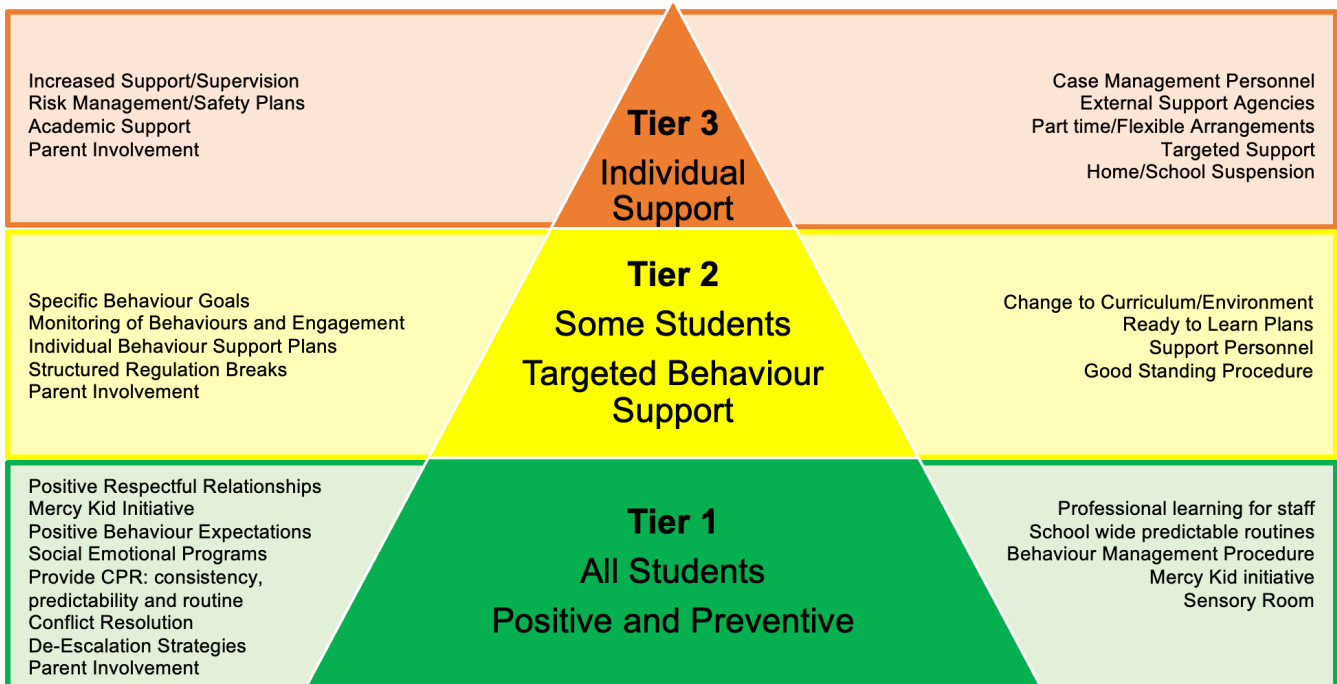 Increased Support/Supervision
Risk Management/Safety Plans
Academic Support
Parent Involvement
Tier 3
Individual
Support
Case Management Personnel
External Support Agencies
Part time/Flexible Arrangements
Targeted Support
Home/School Suspension
Specific Behaviour Goals
Monitoring of Behaviours and Engagement
Individual Behaviour Support Plans
Structured Regulation Breaks
Parent Involvement
Tier 2
Some Students
Targeted Behaviour
Support
Change to Curriculum/Environment
Ready to Learn Plans
Support Personnel
Good Standing Procedure
Positive Respectful Relationships
Mercy Kid Initiative
Positive Behaviour Expectations
Social Emotional Programs
Provide CPR: consistency,
predictability and routine
Conflict Resolution
De-Escalation Strategies
Parent Involvement
Tier 1
All Students
Positive and Preventive
Professional learning for staff
School wide predictable routines
Behaviour Management Procedure
Mercy Kid initiative
Sensory Room